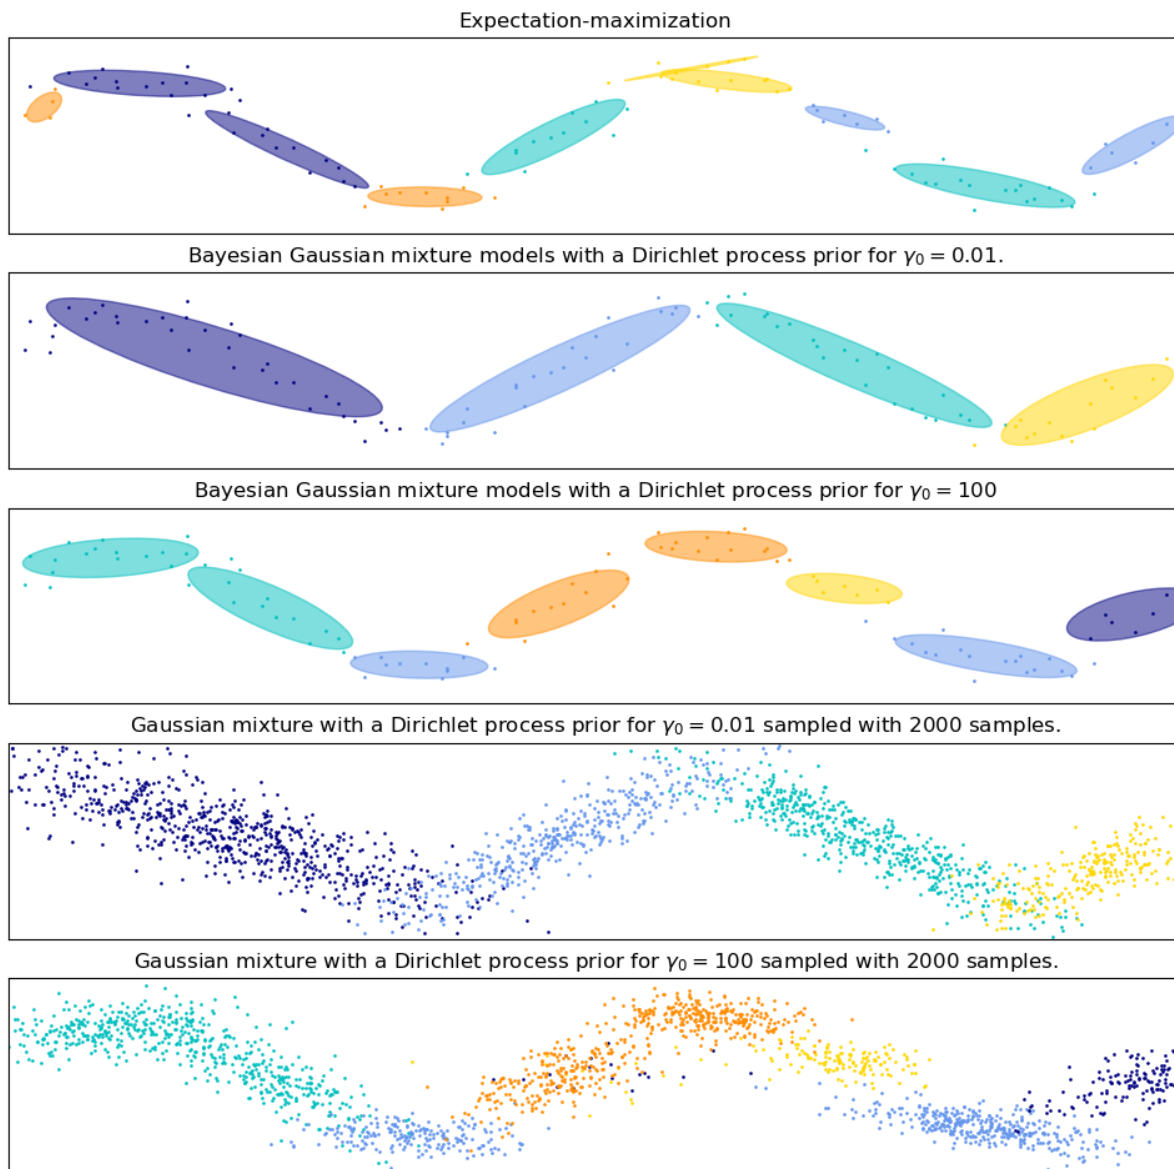 Expectation-maximization
Bayesian Gaussian mixture models with a Dirichlet process prior for γ₀ = 0.01.
Bayesian Gaussian mixture models with a Dirichlet process prior for γ₀ = 100
Gaussian mixture with a Dirichlet process prior for γ₀ = 0.01 sampled with 2000 samples.
Gaussian mixture with a Dirichlet process prior for γ₀ = 100 sampled with 2000 samples.